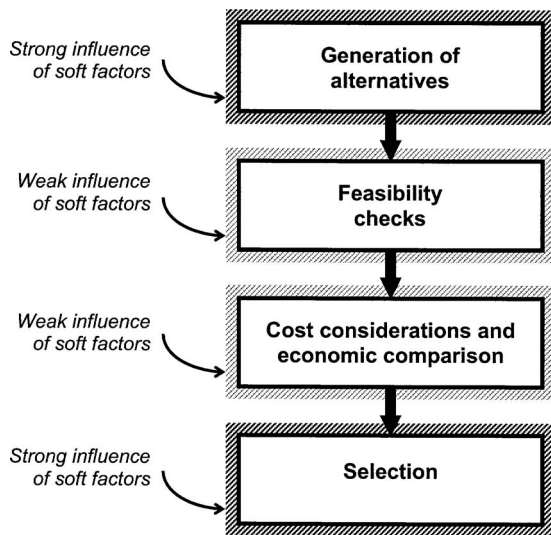 Strong influence
of soft factors
Generation of
alternatives
Weak influence
of soft factors
Feasibility
checks
Weak influence
of soft factors
Cost considerations and
economic comparison
Strong influence
of soft factors
Selection